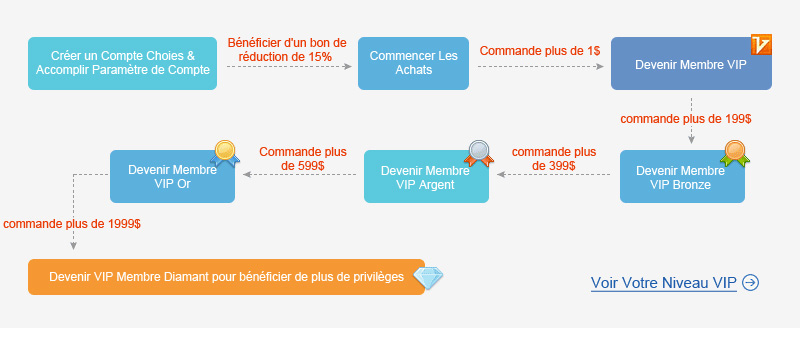 Créer un Compte Choies &
Accomplir Paramètre de Compte
Bénéficier d'un bon de
réduction de 15%
Commencer Les
Achats
Commande plus de 1$
Devenir Membre VIP
V
commande plus de 199$
Devenir Membre
VIP Bronze
commande plus
de 399$
Devenir Membre
VIP Argent
Commande plus
de 599$
Devenir Membre
VIP Or
commande plus de 1999$
Devenir VIP Membre Diamant pour bénéficier de plus de privilèges
Voir Votre Niveau VIP